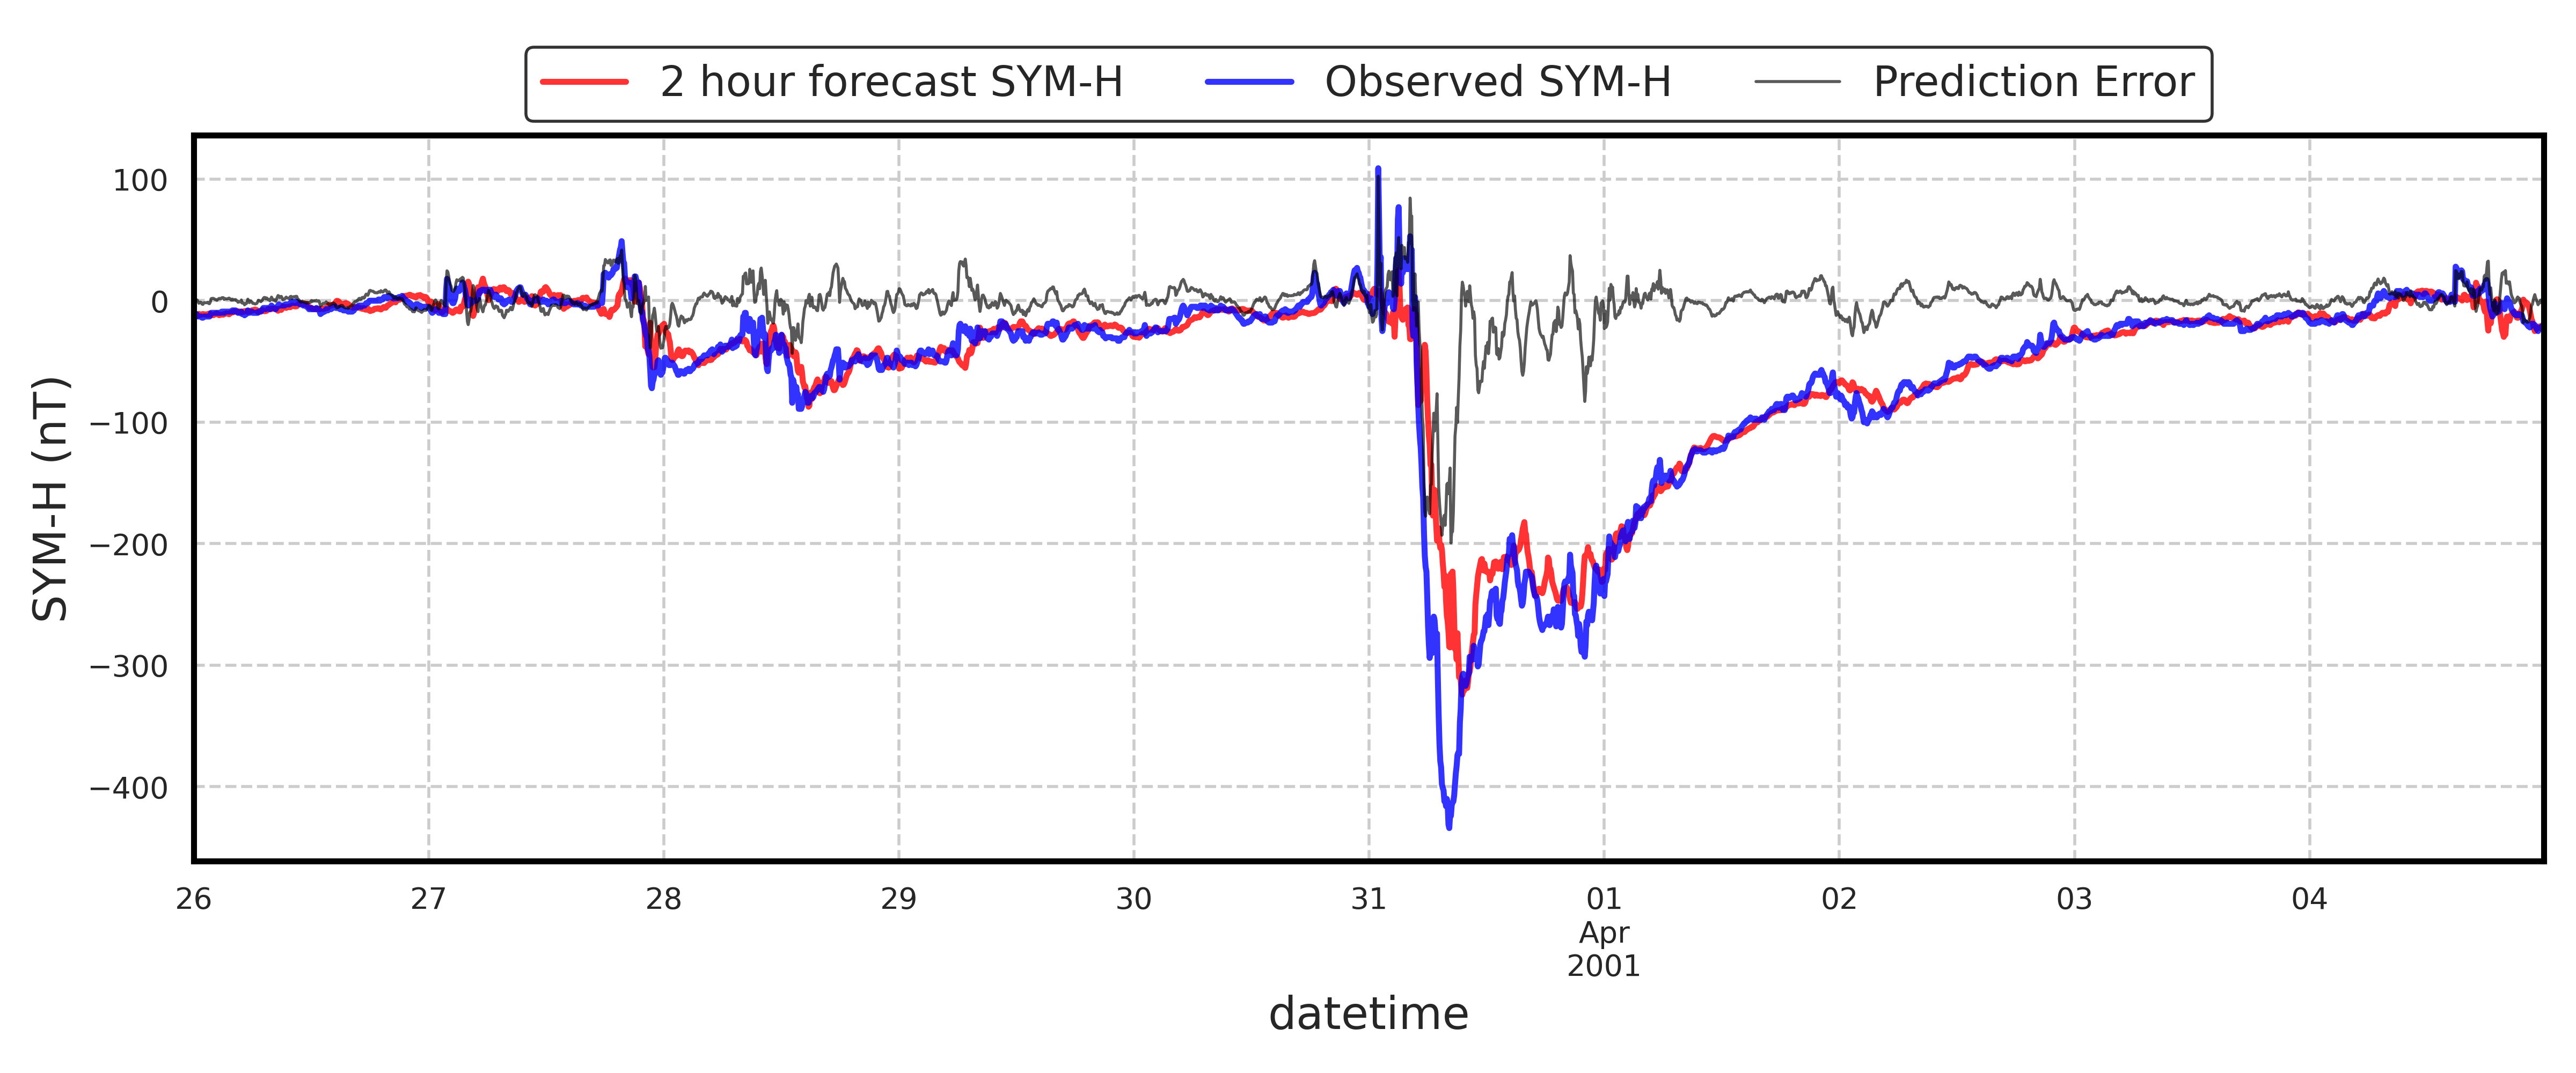 2 hour forecast SYM-H Observed SYM-H Prediction Error
SYM-H (nT)
100
0
−100
−200
−300
−400
26 27 28 29 30 31 01 02 03 04
Apr
2001
datetime